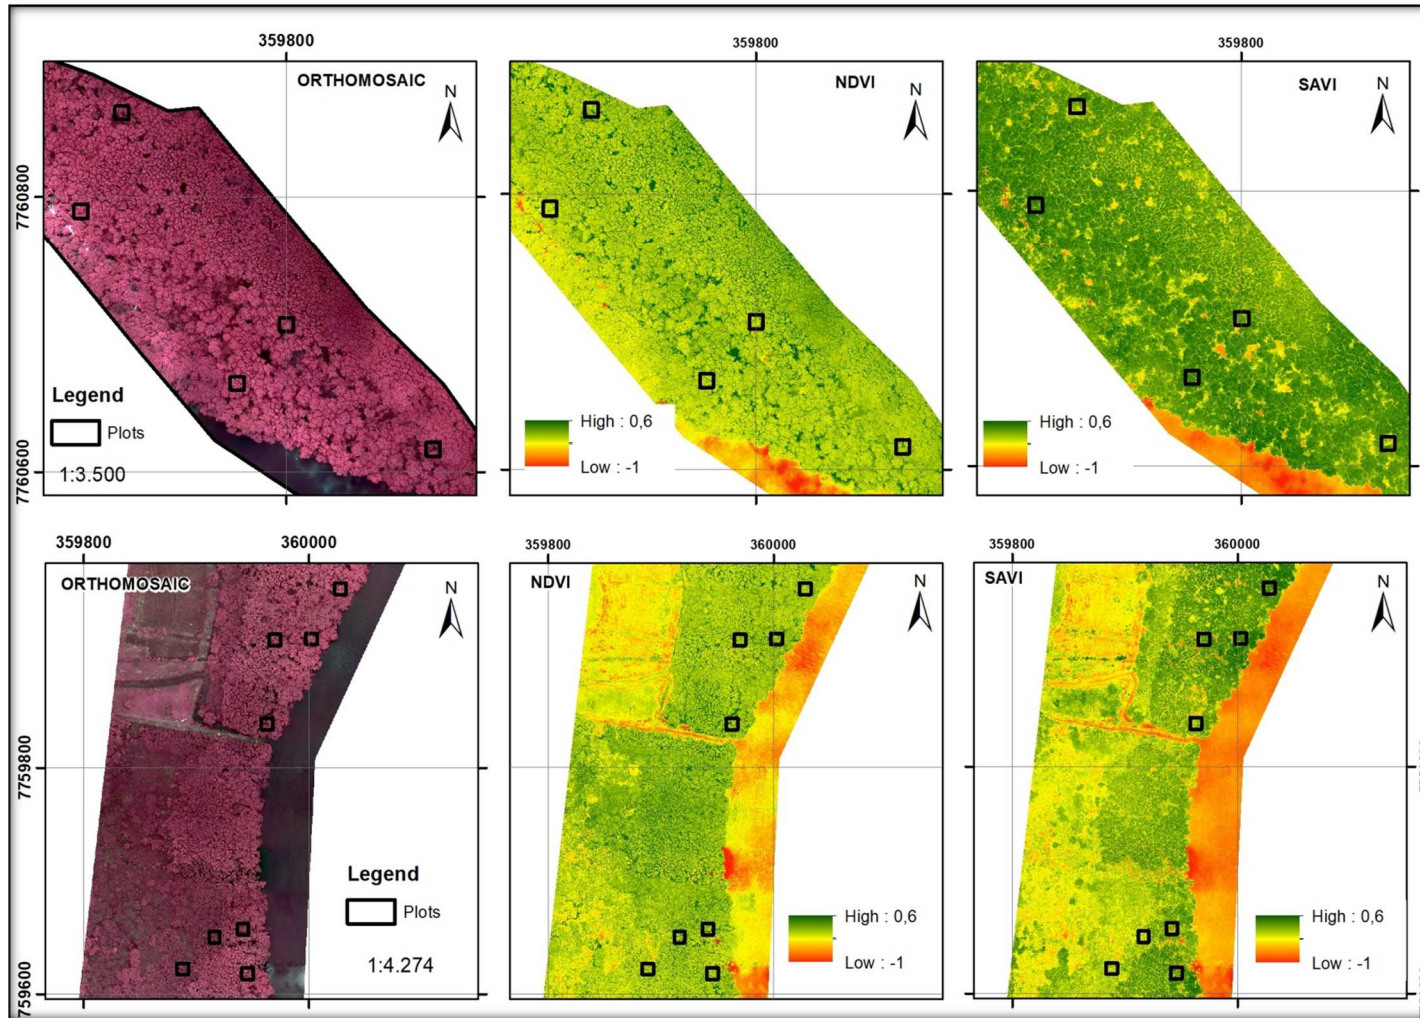 359800
359800
359800
ORTHOMOSAIC
NDVI
SAVI
N
N
N
7760800
Legend
Plots
1:3.500
High : 0,6
Low : -1
High : 0,6
Low : -1
7760600
359800
360000
359800
360000
359800
360000
ORTHOMOSAIC
NDVI
SAVI
N
N
N
7759800
Legend
Plots
1:4.274
High : 0,6
Low : -1
High : 0,6
Low : -1
7759600